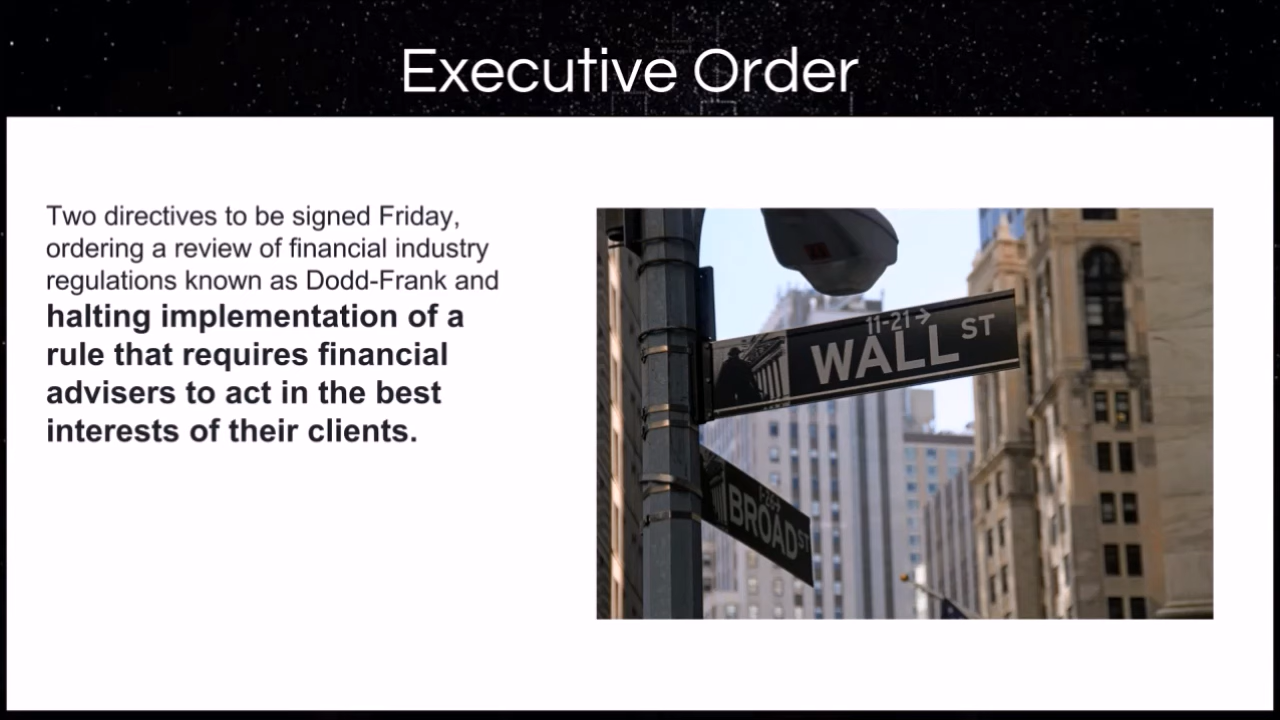 Executive Order
Two directives to be signed Friday,
ordering a review of financial industry
regulations known as Dodd-Frank and
halting implementation of a
rule that requires financial
advisers to act in the best
interests of their clients.
11-21→
WALL ST
BROAD ST